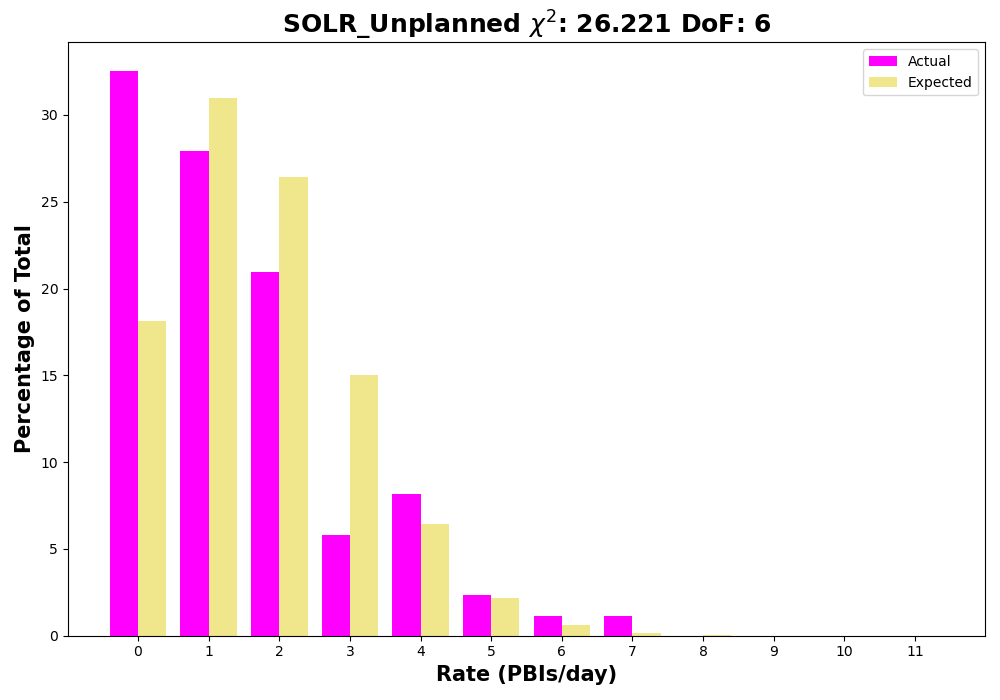 SOLR_Unplanned χ²: 26.221 DoF: 6
Actual
Expected
Percentage of Total
30
25
20
15
10
5
0
0 1 2 3 4 5 6 7 8 9 10 11
Rate (PBIs/day)